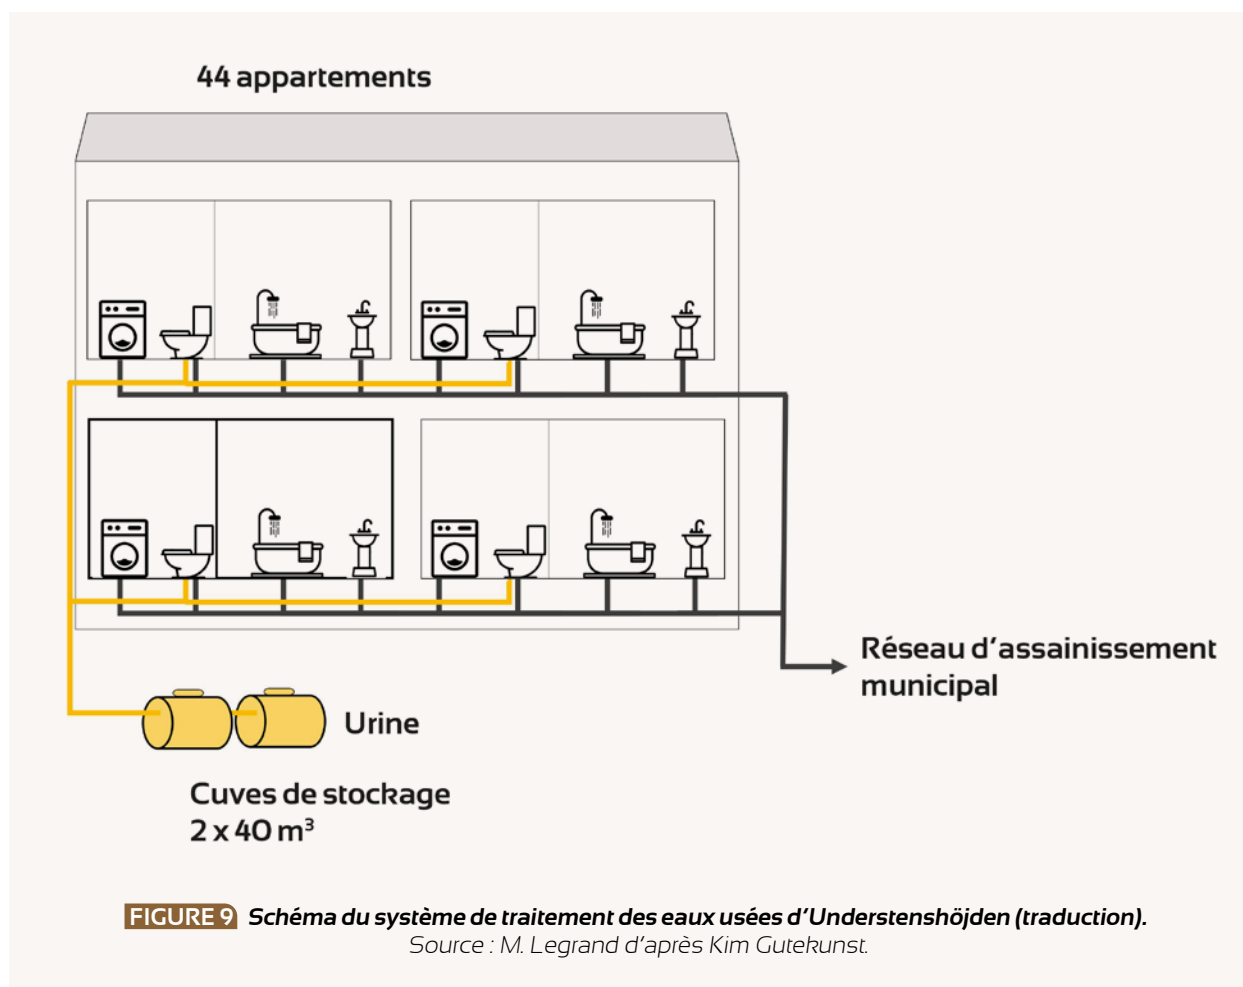 44 appartements
Réseau d'assainissement
municipal
Urine
Cuves de stockage
2 x 40 m³
FIGURE 9 Schéma du système de traitement des eaux usées d'Understenshöjden (traduction).
Source : M. Legrand d'après Kim Gutekunst.